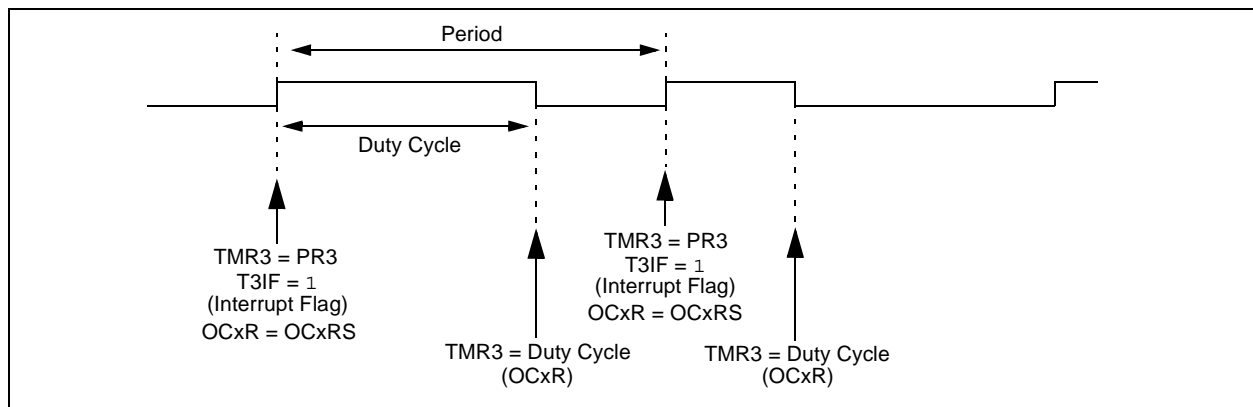 Period
Duty Cycle
TMR3 = PR3
T3IF = 1
(Interrupt Flag)
OCxR = OCxRS
TMR3 = Duty Cycle
(OCxR)
TMR3 = PR3
T3IF = 1
(Interrupt Flag)
OCxR = OCxRS
TMR3 = Duty Cycle
(OCxR)